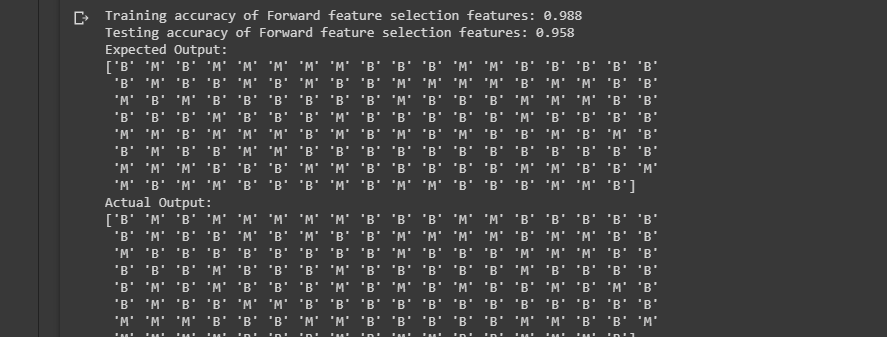 Training accuracy of Forward feature selection features: 0.988
Testing accuracy of Forward feature selection features: 0.958
Expected Output:
['B' 'M' 'B' 'M' 'M' 'M' 'M' 'M' 'B' 'B' 'B' 'M' 'M' 'B' 'B' 'B' 'B' 'B'
'B' 'M' 'B' 'B' 'M' 'B' 'M' 'B' 'B' 'M' 'M' 'M' 'M' 'B' 'M' 'M' 'B' 'B'
'M' 'B' 'M' 'B' 'B' 'B' 'B' 'B' 'B' 'M' 'B' 'B' 'B' 'M' 'M' 'M' 'B' 'B'
'B' 'B' 'B' 'M' 'B' 'B' 'B' 'M' 'B' 'B' 'B' 'B' 'B' 'M' 'B' 'B' 'B' 'B'
'M' 'M' 'B' 'M' 'M' 'M' 'B' 'M' 'B' 'M' 'B' 'M' 'B' 'B' 'M' 'B' 'M' 'B'
'B' 'M' 'B' 'B' 'M' 'M' 'B' 'B' 'B' 'B' 'B' 'B' 'B' 'B' 'B' 'B' 'B' 'B'
'M' 'M' 'M' 'B' 'B' 'B' 'M' 'M' 'B' 'B' 'B' 'B' 'B' 'M' 'M' 'B' 'B' 'M'
'M' 'B' 'M' 'M' 'B' 'B' 'B' 'M' 'B' 'M' 'M' 'B' 'B' 'B' 'M' 'M' 'B']
Actual Output:
['B' 'M' 'B' 'M' 'M' 'M' 'M' 'M' 'B' 'B' 'B' 'M' 'M' 'B' 'B' 'B' 'B' 'B'
'B' 'M' 'B' 'B' 'M' 'B' 'M' 'B' 'B' 'M' 'M' 'M' 'M' 'B' 'M' 'M' 'B' 'B'
'M' 'B' 'B' 'B' 'B' 'B' 'B' 'B' 'B' 'M' 'B' 'B' 'B' 'M' 'M' 'M' 'B' 'B'
'B' 'B' 'B' 'M' 'B' 'B' 'B' 'B' 'B' 'B' 'B' 'B' 'B' 'M' 'B' 'B' 'B' 'B'
'B' 'M' 'B' 'M' 'M' 'M' 'B' 'M' 'B' 'M' 'B' 'M' 'B' 'B' 'M' 'B' 'M' 'B'
'B' 'M' 'B' 'B' 'M' 'M' 'B' 'B' 'B' 'B' 'B' 'B' 'B' 'B' 'B' 'B' 'B' 'B'
'M' 'M' 'M' 'B' 'B' 'B' 'M' 'M' 'B' 'B' 'B' 'B' 'B' 'M' 'M' 'B' 'B' 'M'